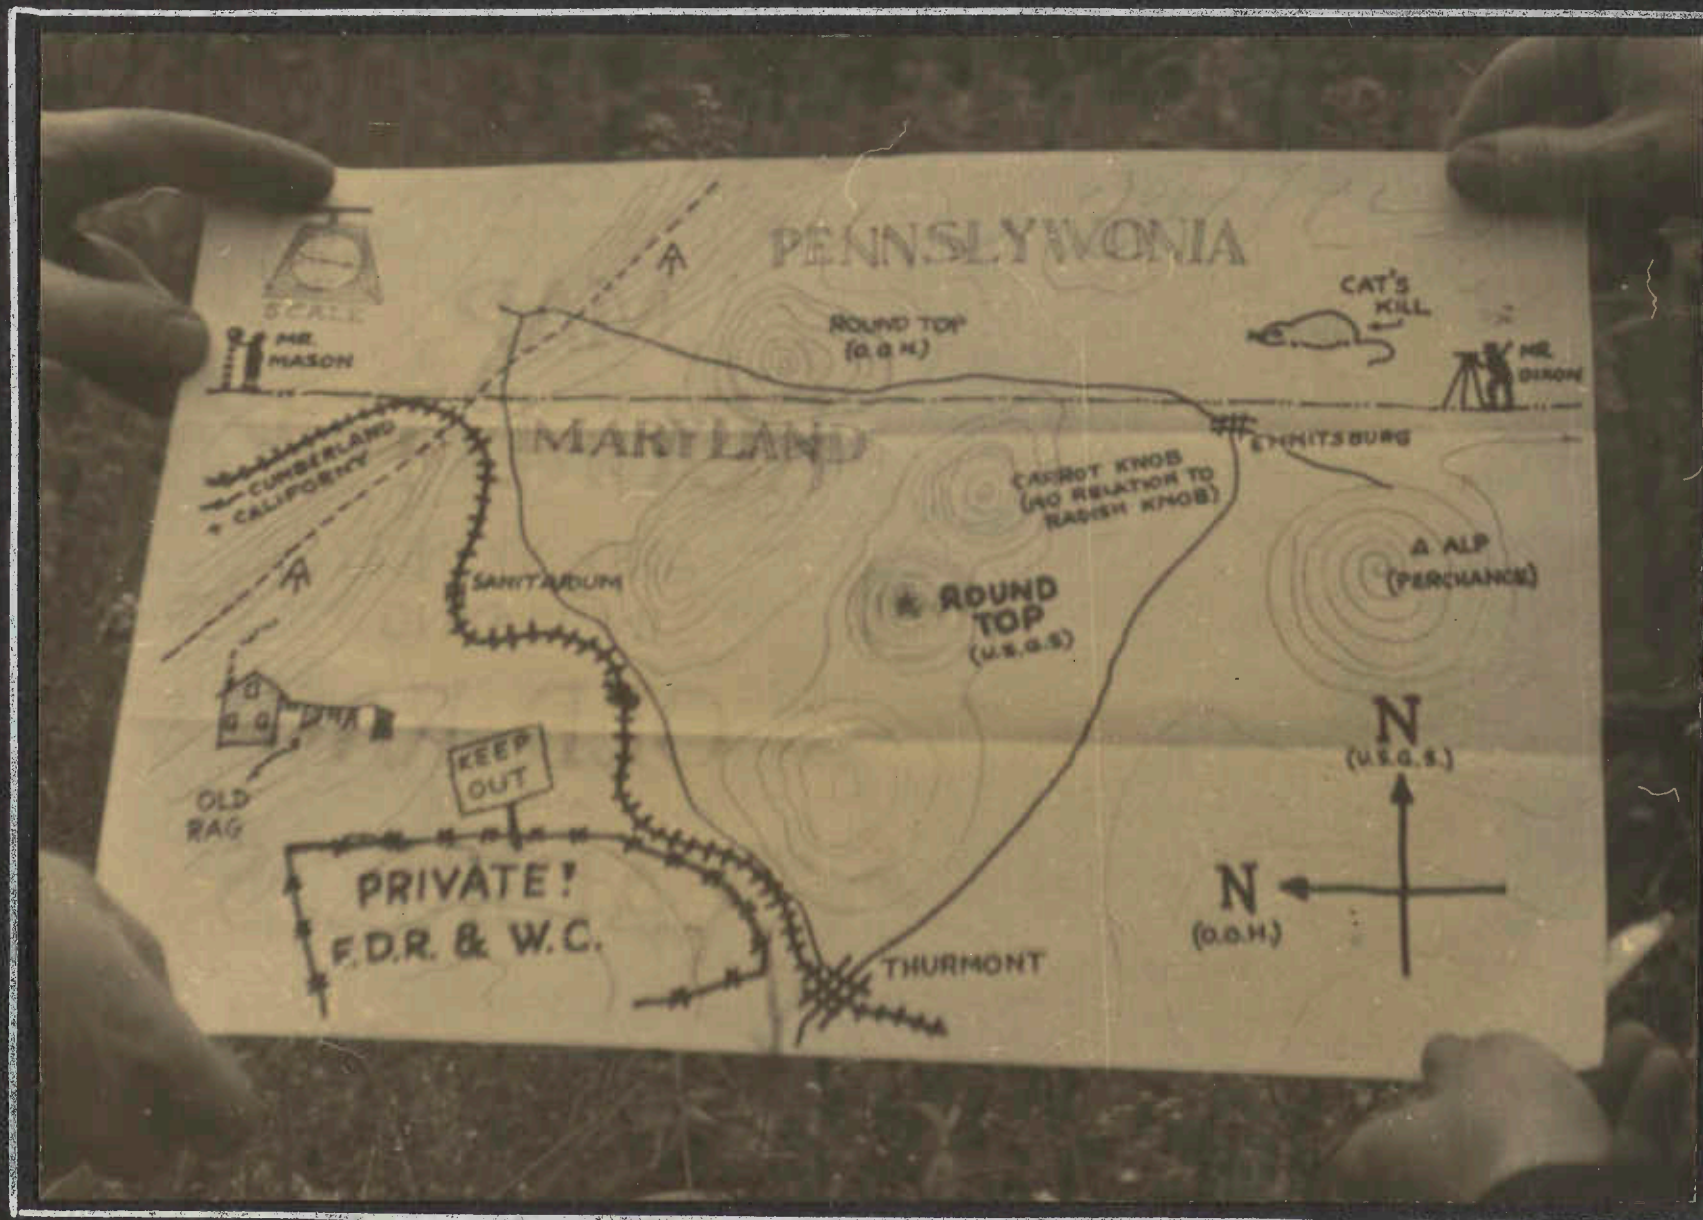 PENNSLYWONIA
SCALE
CAT'S
KILL
MR.
MASON
ROUND TOP
(O.O.H.)
MR.
DIXON
MARYLAND
EMMITSBURG
CUMBERLAND
+ CALIFORNY
CARROT KNOB
(NO RELATION TO
RADISH KNOB)
SANITARIUM
ROUND
TOP
(U.S.G.S)
ALP
(PERCHANCE)
OLD
RAG
KEEP
OUT
N
(U.S.G.S.)
PRIVATE!
F.D.R. & W.C.
N
(O.O.H.)
THURMONT